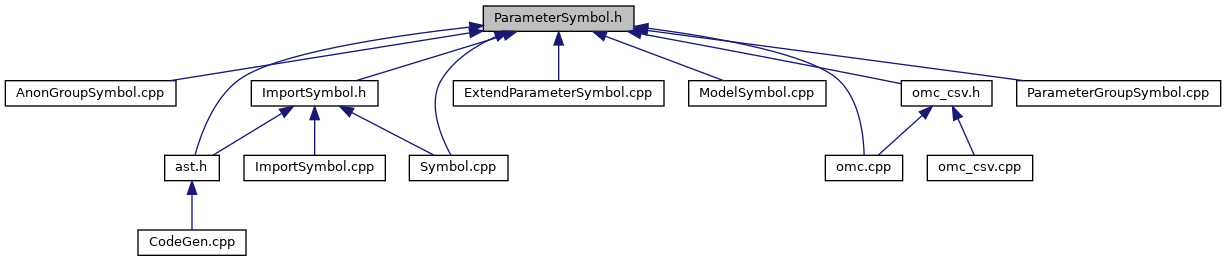 ParameterSymbol.h
AnonGroupSymbol.cpp
ImportSymbol.h
ExtendParameterSymbol.cpp
ModelSymbol.cpp
omc_csv.h
ParameterGroupSymbol.cpp
ast.h
ImportSymbol.cpp
Symbol.cpp
omc.cpp
omc_csv.cpp
CodeGen.cpp